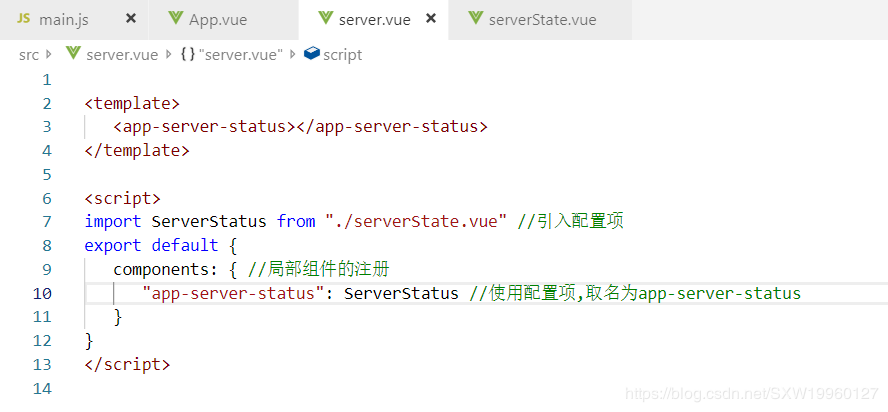 JS main.js × App.vue server.vue × serverState.vue
src server.vue {} "server.vue" script
1
2 <template>
3 <app-server-status></app-server-status>
4 </template>
5
6 <script>
7 import ServerStatus from "./serverState.vue" //引入配置项
8 export default {
9 components: { //局部组件的注册
10 "app-server-status": ServerStatus //使用配置项,取名为app-server-status
11 }
12 }
13 </script>
14
https://blog.csdn.net/SXW19960127